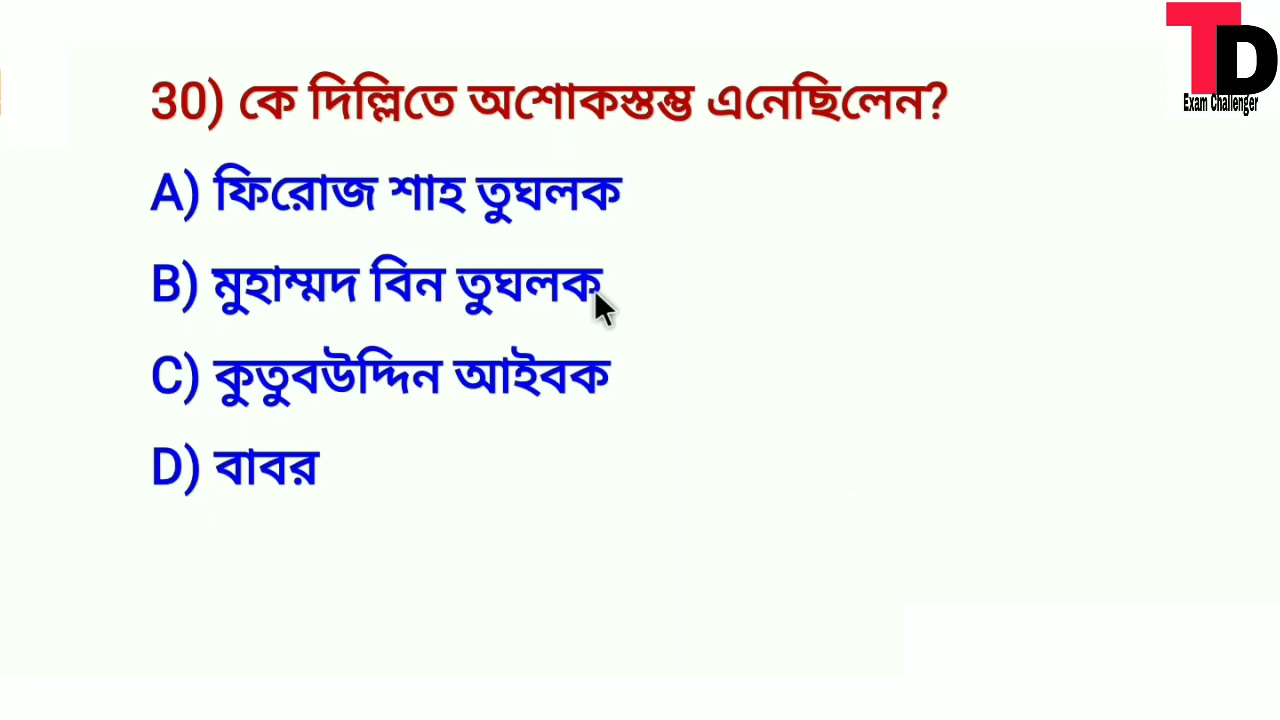 30) কে দিল্লিতে অশোকস্তম্ভ এনেছিলেন?
A) ফিরোজ শাহ তুঘলক
B) মুহাম্মদ বিন তুঘলক
C) কুতুবউদ্দিন আইবক
D) বাবর
TD
Exam Challenger